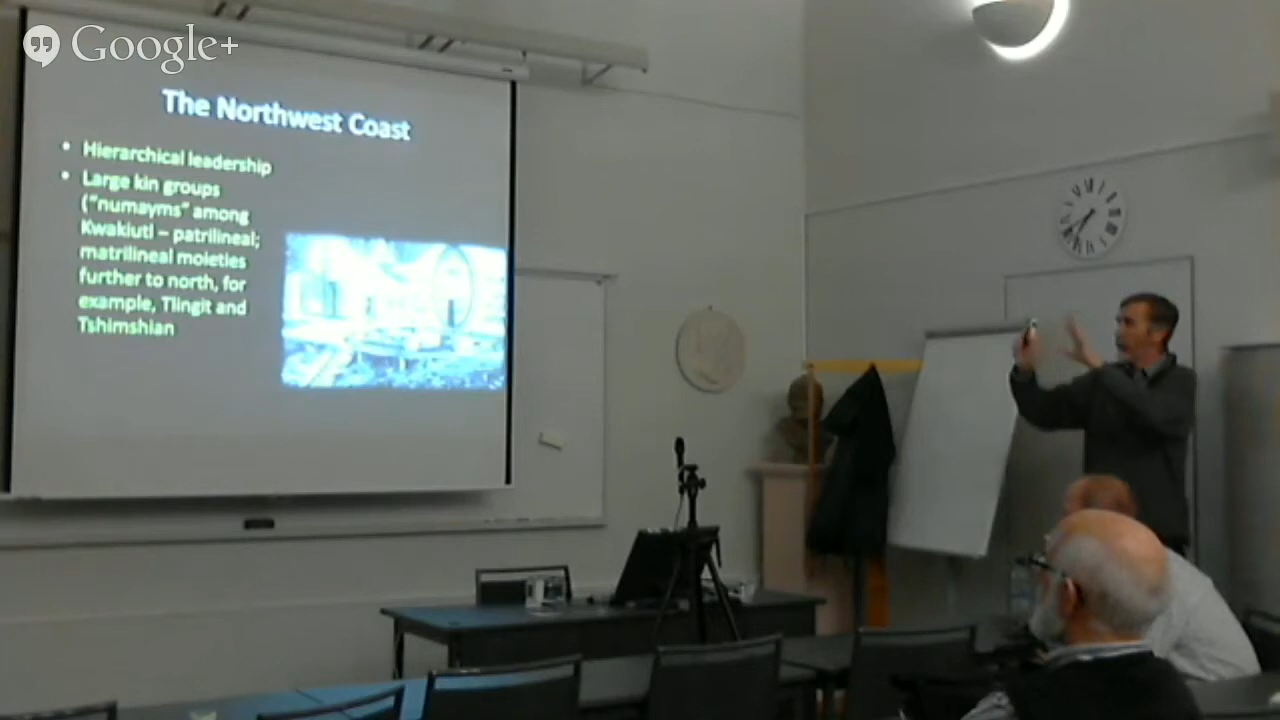 Google+
The Northwest Coast
• Hierarchical leadership
• Large kin groups
("numayms" among
Kwakiutl – patrilineal;
matrilineal moieties
further to north, for
example, Tlingit and
Tshimshian